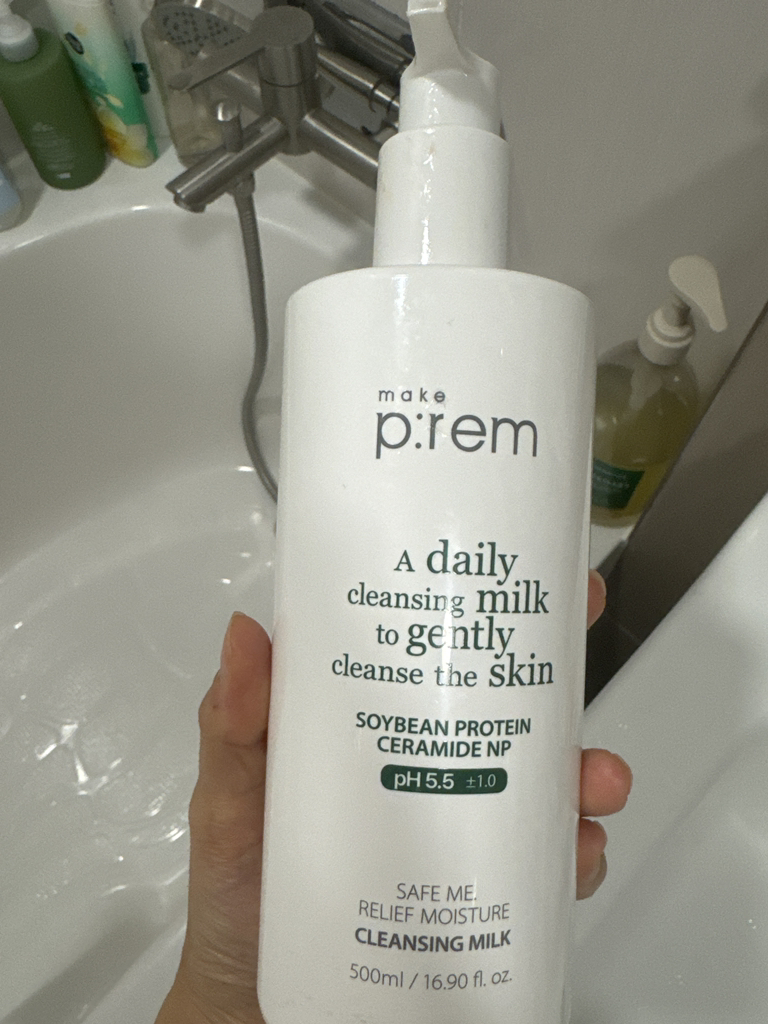 make
p:rem
A daily
cleansing milk
to gently
cleanse the skin
SOYBEAN PROTEIN
CERAMIDE NP
pH 5.5 ±1.0
SAFE ME.
RELIEF MOISTURE
CLEANSING MILK
500ml / 16.90 fl. oz.